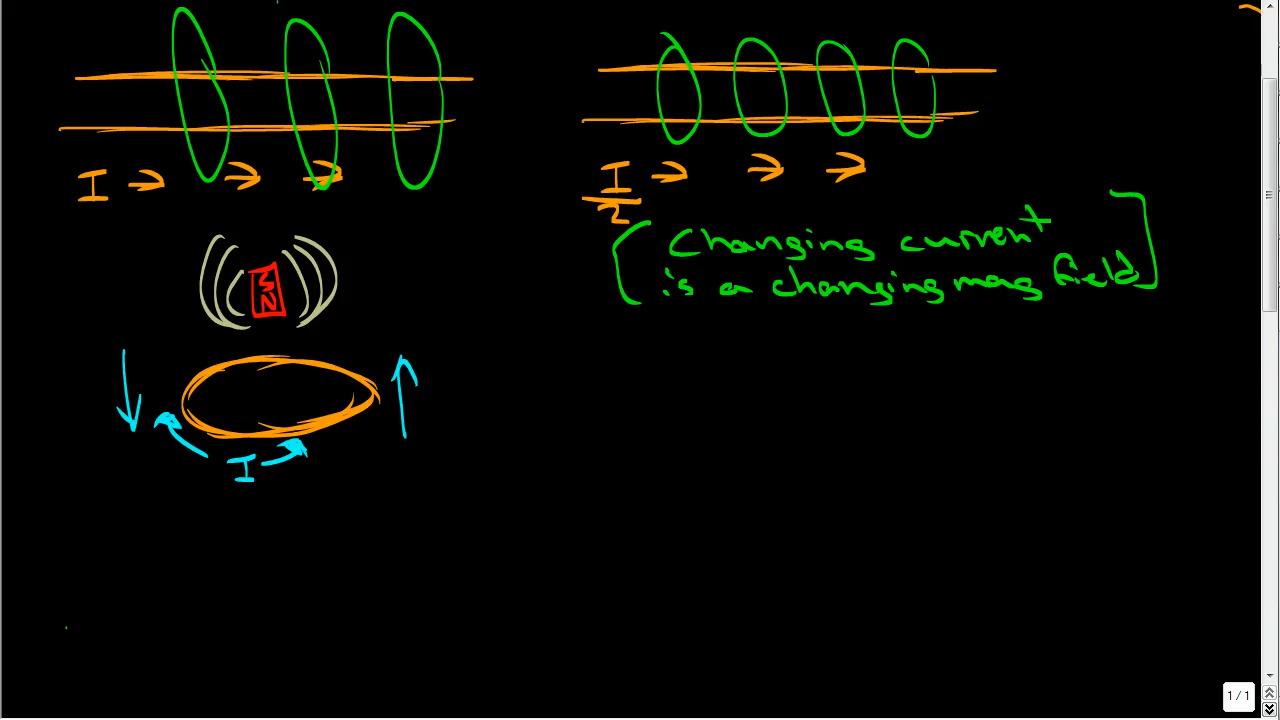 I → → →
I/2 → → →
[Changing current
is a changing mag field]
I
1 / 1